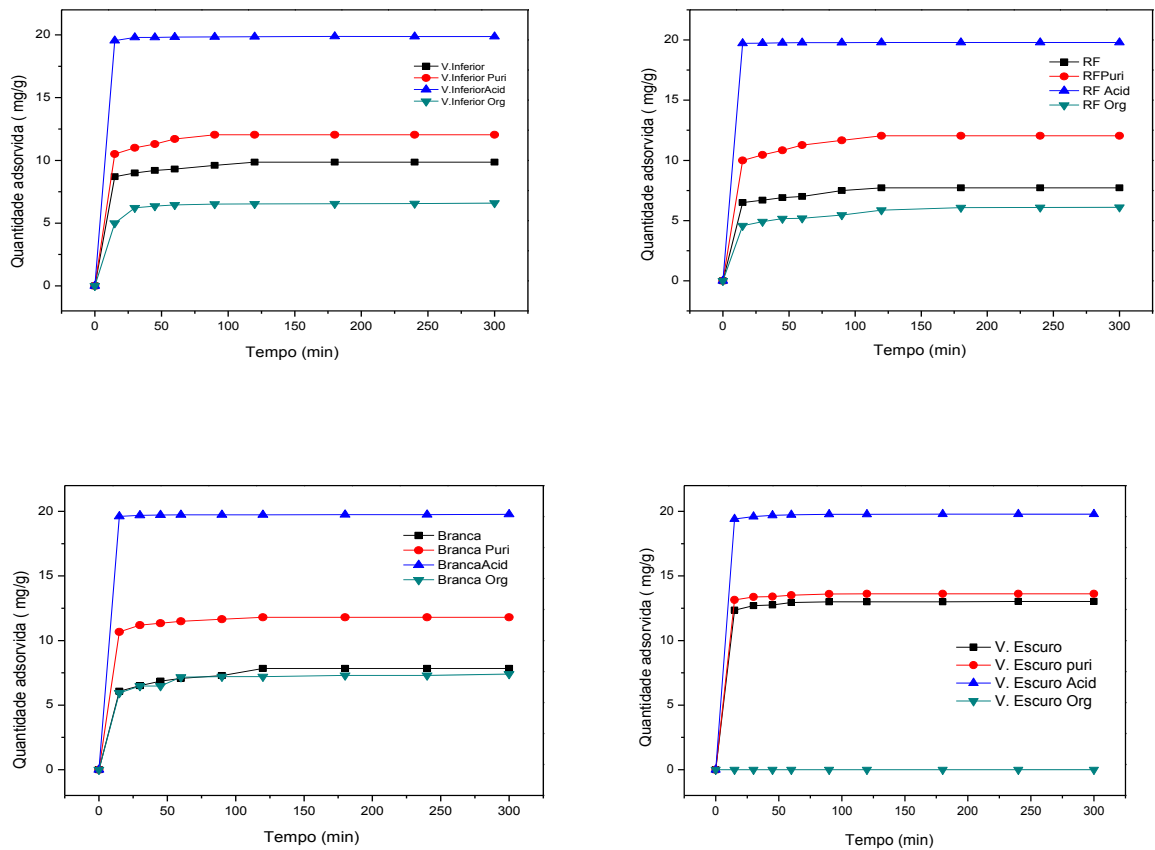 Quantidade adsorvida ( mg/g)
20
15
10
5
0
V.Inferior
V.Inferior Puri
V.InferiorAcid
V.Inferior Org
0 50 100 150 200 250 300
Tempo (min)
Quantidade adsorvida ( mg/g)
20
15
10
5
0
RF
RFPuri
RF Acid
RF Org
0 50 100 150 200 250 300
Tempo (min)
Quantidade adsorvida ( mg/g)
20
15
10
5
0
Branca
Branca Puri
BrancaAcid
Branca Org
0 50 100 150 200 250 300
Tempo (min)
Quantidade adsorvida ( mg/g)
20
15
10
5
0
V. Escuro
V. Escuro puri
V. Escuro Acid
V. Escuro Org
0 50 100 150 200 250 300
Tempo (min)